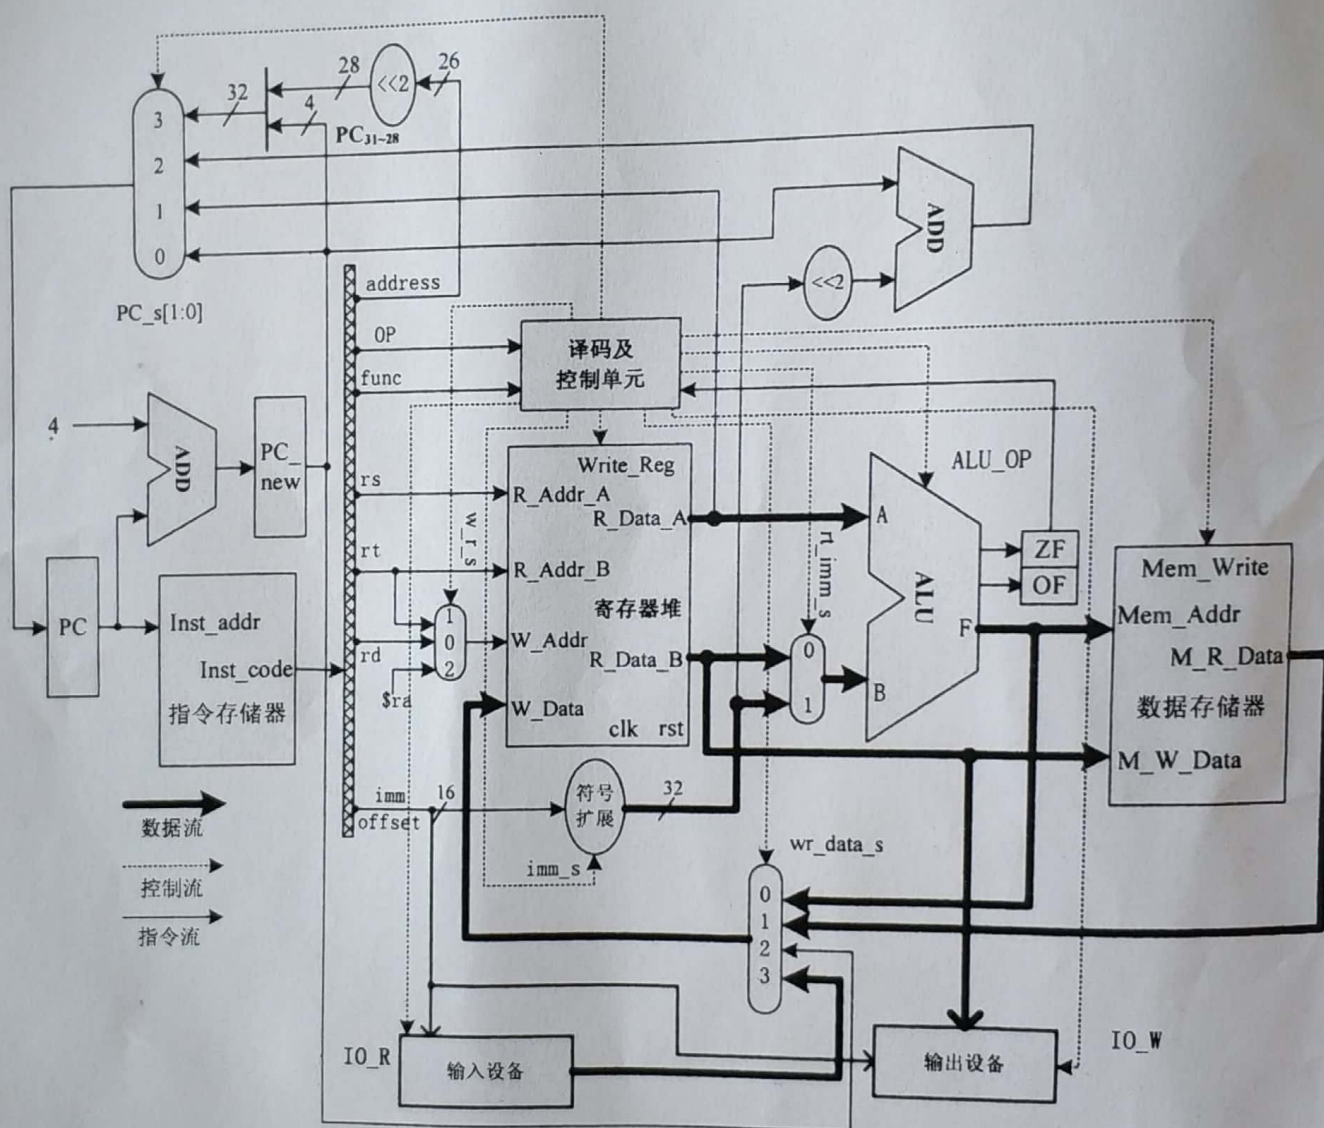 28
26
<<2
32
4
PC31~28
3
2
1
0
PC_s[1:0]
ADD
<<2
address
OP
func
译码及
控制单元
4
ADD
PC_
new
rs
rt
rd
$ra
w_r_s
1
0
2
Write_Reg
R_Addr_A
R_Data_A
R_Addr_B
寄存器堆
W_Addr
R_Data_B
W_Data
clk rst
rt_imm_s
0
1
A
B
ALU
F
ALU_OP
ZF
OF
Mem_Write
Mem_Addr
M_R_Data
数据存储器
M_W_Data
PC
Inst_addr
Inst_code
指令存储器
imm
offset
16
符号
扩展
32
imm_s
数据流
控制流
指令流
wr_data_s
0
1
2
3
IO_R
输入设备
输出设备
IO_W